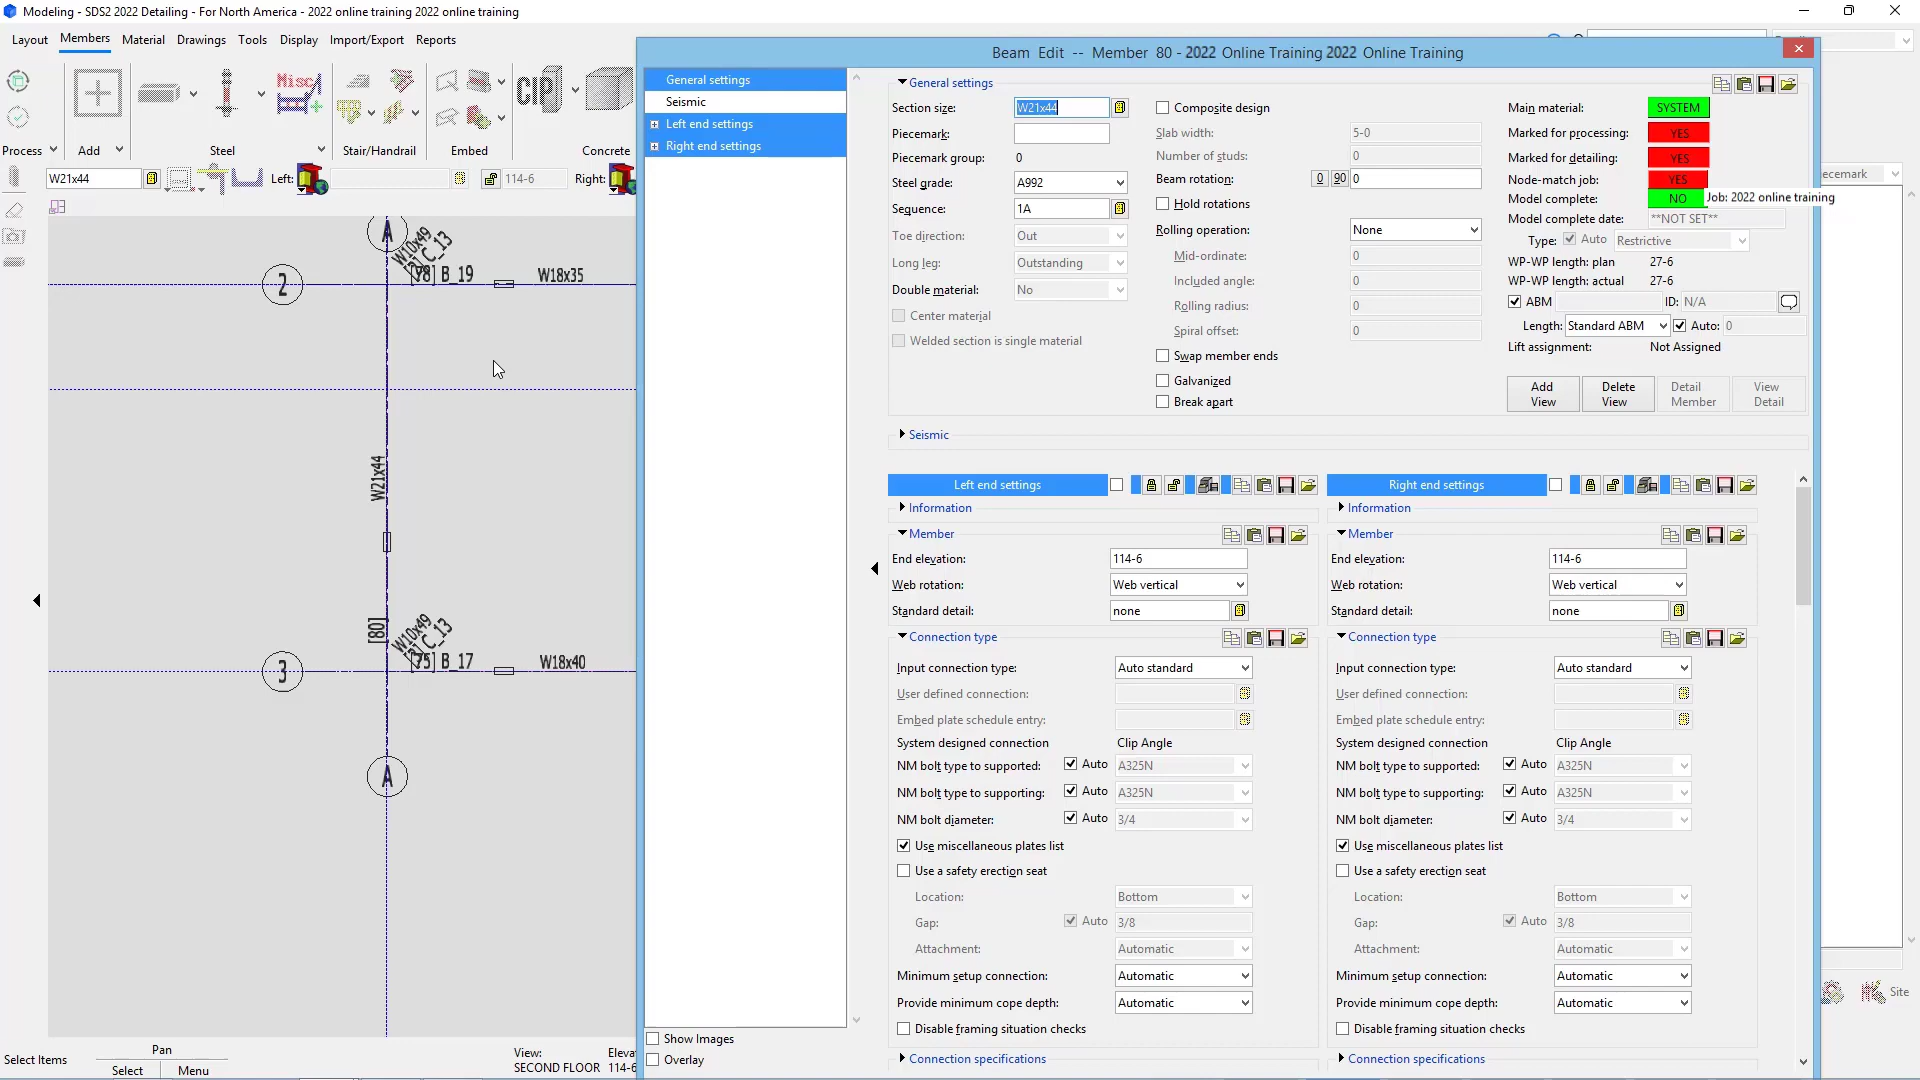 Modeling - SDS2 2022 Detailing - For North America - 2022 online training 2022 online training
Layout Members Material Drawings Tools Display Import/Export Reports
Misc
CIP
Process Add Steel Stair/Handrail Embed Concrete
W21x44 Left: 114-6 Right:
A
2
W10x49
C_13
[78] B_19 W18x35
W21x44
[80]
W10x49
C_13
[75] B_17 W18x40
3
A
Select Items
Pan
Select Menu
View:
SECOND FLOOR
Eleva
114-6
Beam Edit -- Member 80 - 2022 Online Training 2022 Online Training
General settings
Seismic
Left end settings
Right end settings
Show Images
Overlay
General settings
Section size: W21x44
Piecemark:
Piecemark group: 0
Steel grade: A992
Sequence: 1A
Toe direction: Out
Long leg: Outstanding
Double material: No
Center material
Welded section is single material
Composite design
Slab width: 5-0
Number of studs: 0
Beam rotation: 0 90 0
Hold rotations
Rolling operation: None
Mid-ordinate: 0
Included angle: 0
Rolling radius: 0
Spiral offset: 0
Swap member ends
Galvanized
Break apart
Main material: SYSTEM
Marked for processing: YES
Marked for detailing: YES
Node-match job: YES
Model complete: NO
Job: 2022 online training
Model complete date: **NOT SET**
Type: Auto Restrictive
WP-WP length: plan 27-6
WP-WP length: actual 27-6
ABM ID: N/A
Length: Standard ABM Auto: 0
Lift assignment: Not Assigned
Add View
Delete View
Detail Member
View Detail
Seismic
Left end settings
Information
Member
End elevation: 114-6
Web rotation: Web vertical
Standard detail: none
Connection type
Input connection type: Auto standard
User defined connection:
Embed plate schedule entry:
System designed connection Clip Angle
NM bolt type to supported: Auto A325N
NM bolt type to supporting: Auto A325N
NM bolt diameter: Auto 3/4
Use miscellaneous plates list
Use a safety erection seat
Location: Bottom
Gap: Auto 3/8
Attachment: Automatic
Minimum setup connection: Automatic
Provide minimum cope depth: Automatic
Disable framing situation checks
Connection specifications
Right end settings
Information
Member
End elevation: 114-6
Web rotation: Web vertical
Standard detail: none
Connection type
Input connection type: Auto standard
User defined connection:
Embed plate schedule entry:
System designed connection Clip Angle
NM bolt type to supported: Auto A325N
NM bolt type to supporting: Auto A325N
NM bolt diameter: Auto 3/4
Use miscellaneous plates list
Use a safety erection seat
Location: Bottom
Gap: Auto 3/8
Attachment: Automatic
Minimum setup connection: Automatic
Provide minimum cope depth: Automatic
Disable framing situation checks
Connection specifications
ecemark
Site